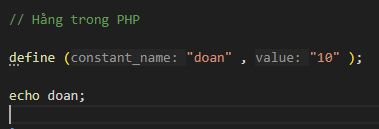 // Hằng trong PHP
define (constant_name: "doan" , value: "10" );
echo doan;